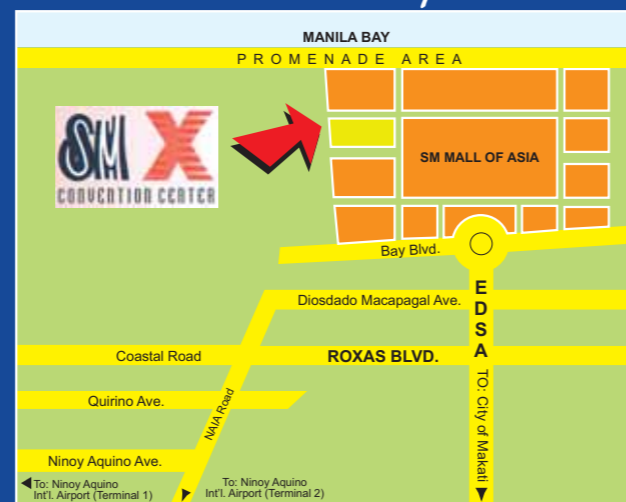 MANILA BAY
PROMENADE AREA
SM X
CONVENTION CENTER
SM MALL OF ASIA
Bay Blvd.
EDSA
TO: City of Makati
Diosdado Macapagal Ave.
Coastal Road
ROXAS BLVD.
Quirino Ave.
NAIA Road
Ninoy Aquino Ave.
To: Ninoy Aquino
Int'l. Airport (Terminal 1)
To: Ninoy Aquino
Int'l. Airport (Terminal 2)